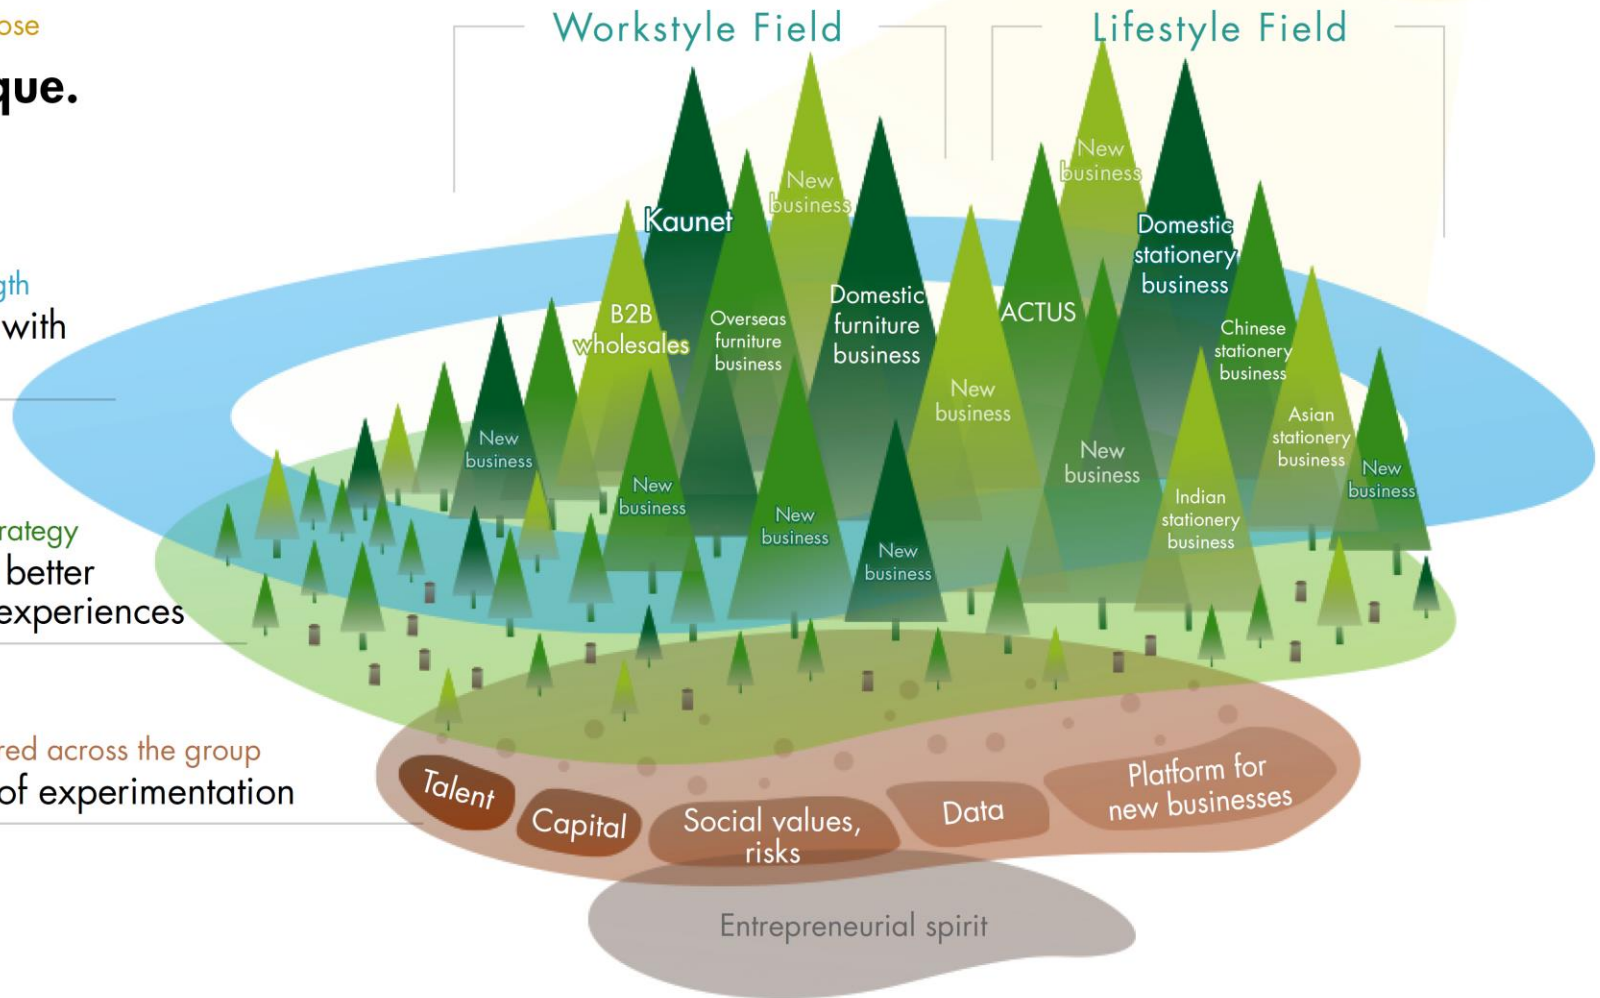 ose
que.
gth
with
rategy
better
experiences
red across the group
of experimentation
Workstyle Field
Lifestyle Field
Kaunet
New
business
B2B
wholesales
Overseas
furniture
business
Domestic
furniture
business
New
business
New
business
New
business
New
business
New
business
New
business
ACTUS
New
business
Domestic
stationery
business
Chinese
stationery
business
Asian
stationery
business
New
business
Indian
stationery
business
New
business
Talent
Capital
Social values,
risks
Data
Platform for
new businesses
Entrepreneurial spirit